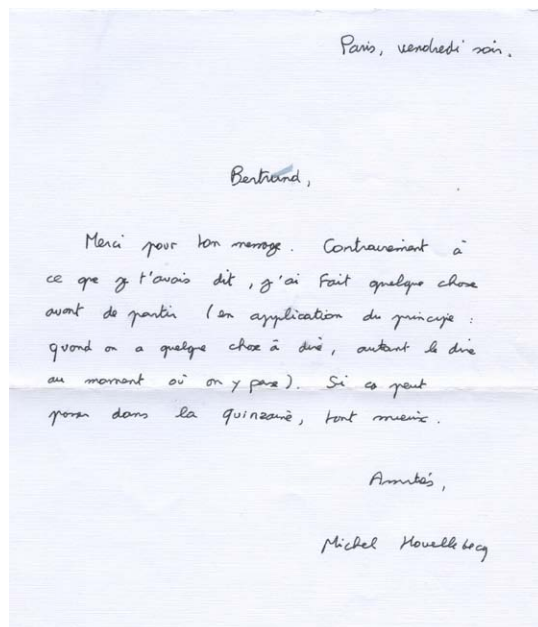 Paris, vendredi soir.
Bertrand,
Merci pour ton message. Contrairement à
ce que je t'avais dit, j'ai fait quelque chose
avant de partir (en application du principe :
quand on a quelque chose à dire, autant le dire
au moment où on y pense). Si ça peut
passer dans la quinzaine, tant mieux.
Amitiés,
Michel Houellebecq